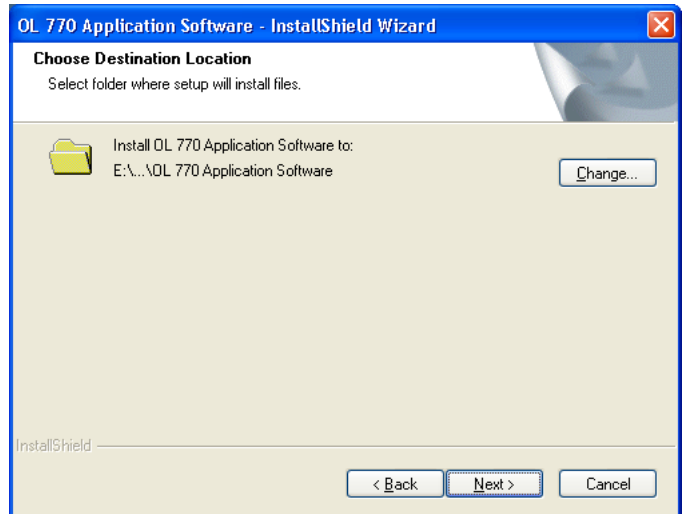 OL 770 Application Software - InstallShield Wizard
Choose Destination Location
Select folder where setup will install files.
Install OL 770 Application Software to:
E:\...\OL 770 Application Software
Change...
InstallShield
< Back
Next >
Cancel